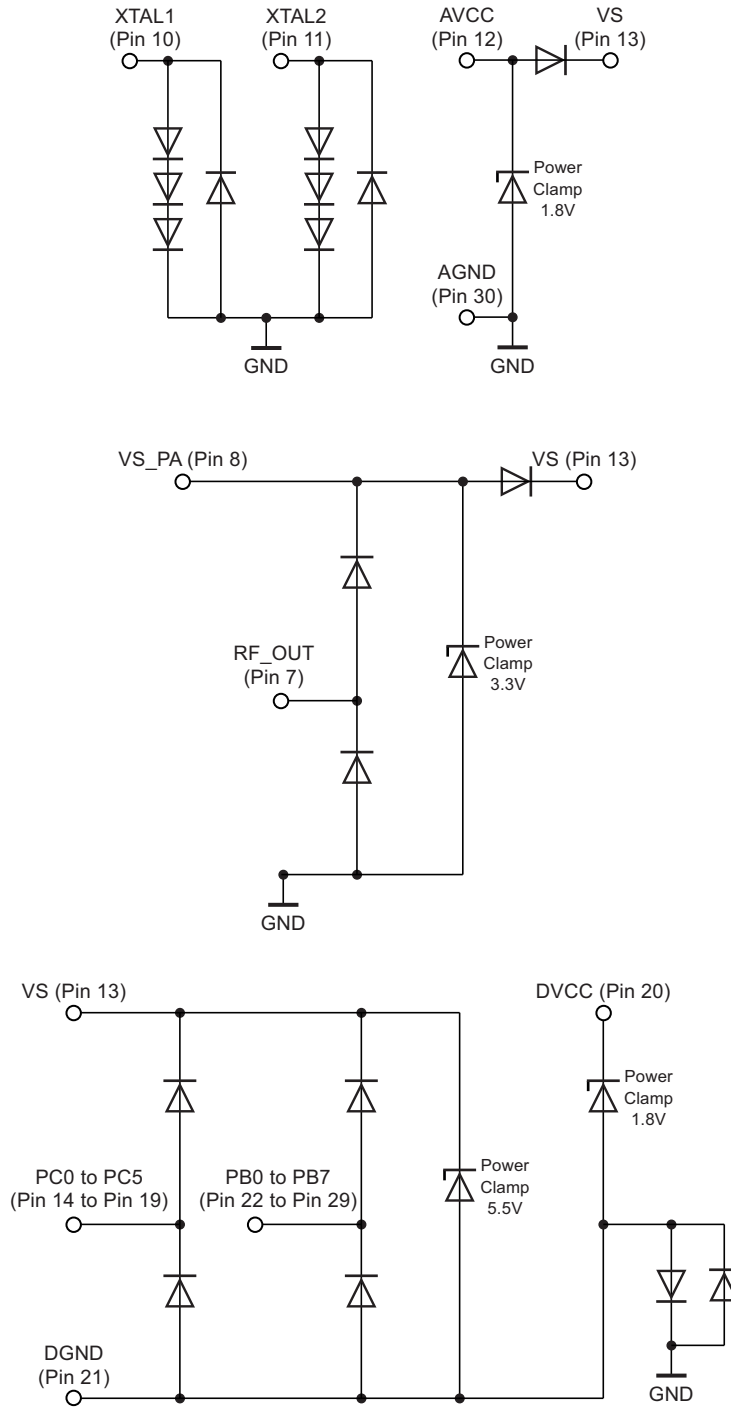 XTAL1
(Pin 10)
XTAL2
(Pin 11)
AVCC
(Pin 12)
VS
(Pin 13)
Power
Clamp
1.8V
AGND
(Pin 30)
GND
GND
VS_PA (Pin 8)
VS (Pin 13)
RF_OUT
(Pin 7)
Power
Clamp
3.3V
GND
VS (Pin 13)
DVCC (Pin 20)
Power
Clamp
1.8V
PC0 to PC5
(Pin 14 to Pin 19)
PB0 to PB7
(Pin 22 to Pin 29)
Power
Clamp
5.5V
DGND
(Pin 21)
GND